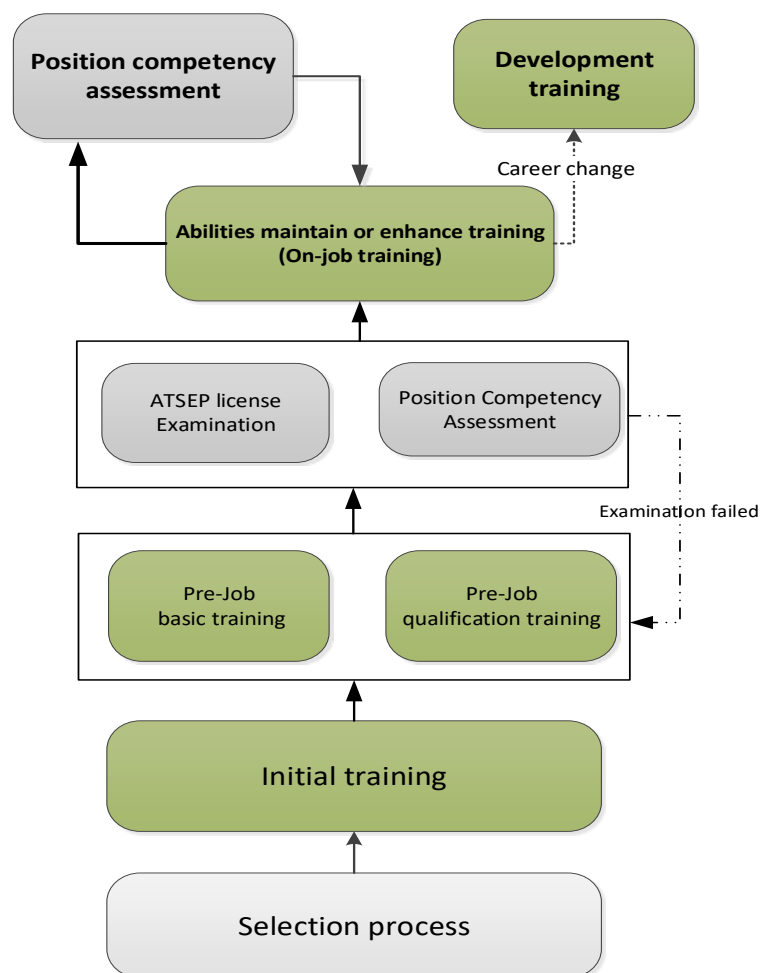 Position competency
assessment
Development
training
Career change
Abilities maintain or enhance training
(On-job training)
ATSEP license
Examination
Position Competency
Assessment
Examination failed
Pre-Job
basic training
Pre-Job
qualification training
Initial training
Selection process